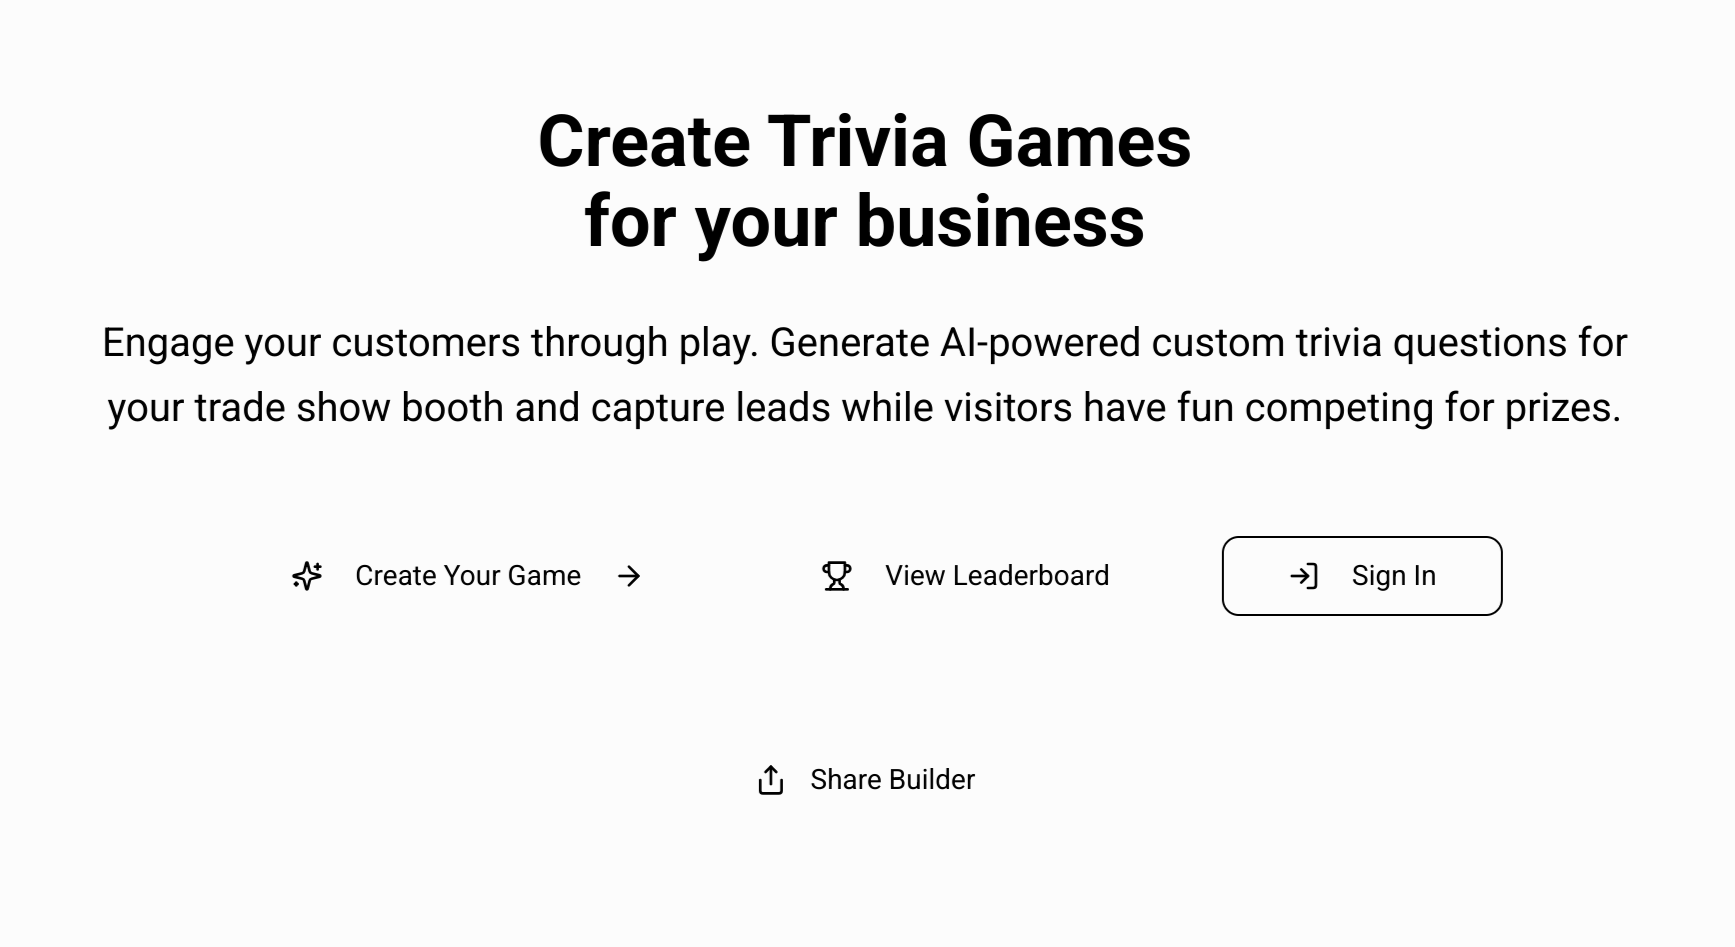 Create Trivia Games
for your business
Engage your customers through play. Generate AI-powered custom trivia questions for
your trade show booth and capture leads while visitors have fun competing for prizes.
Create Your Game
View Leaderboard
Sign In
Share Builder